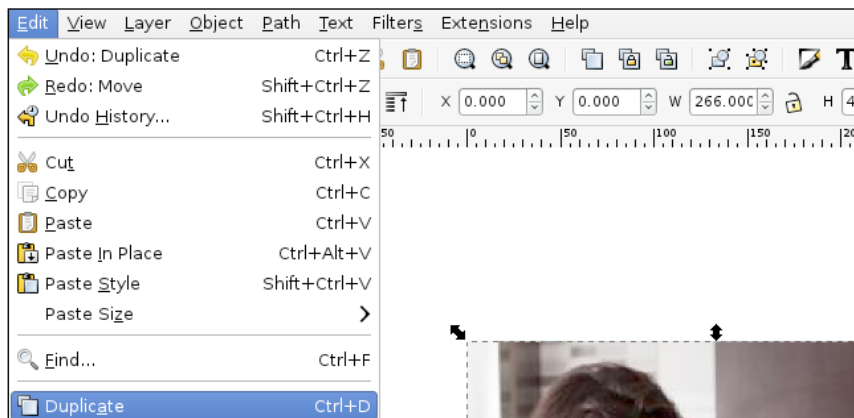 Edit View Layer Object Path Text Filters Extensions Help
Undo: Duplicate Ctrl+Z
Redo: Move Shift+Ctrl+Z
Undo History... Shift+Ctrl+H
X 0.000 Y 0.000 W 266.000 H 4
50 0 50 100 150 20
Cut Ctrl+X
Copy Ctrl+C
Paste Ctrl+V
Paste In Place Ctrl+Alt+V
Paste Style Shift+Ctrl+V
Paste Size
Find... Ctrl+F
Duplicate Ctrl+D